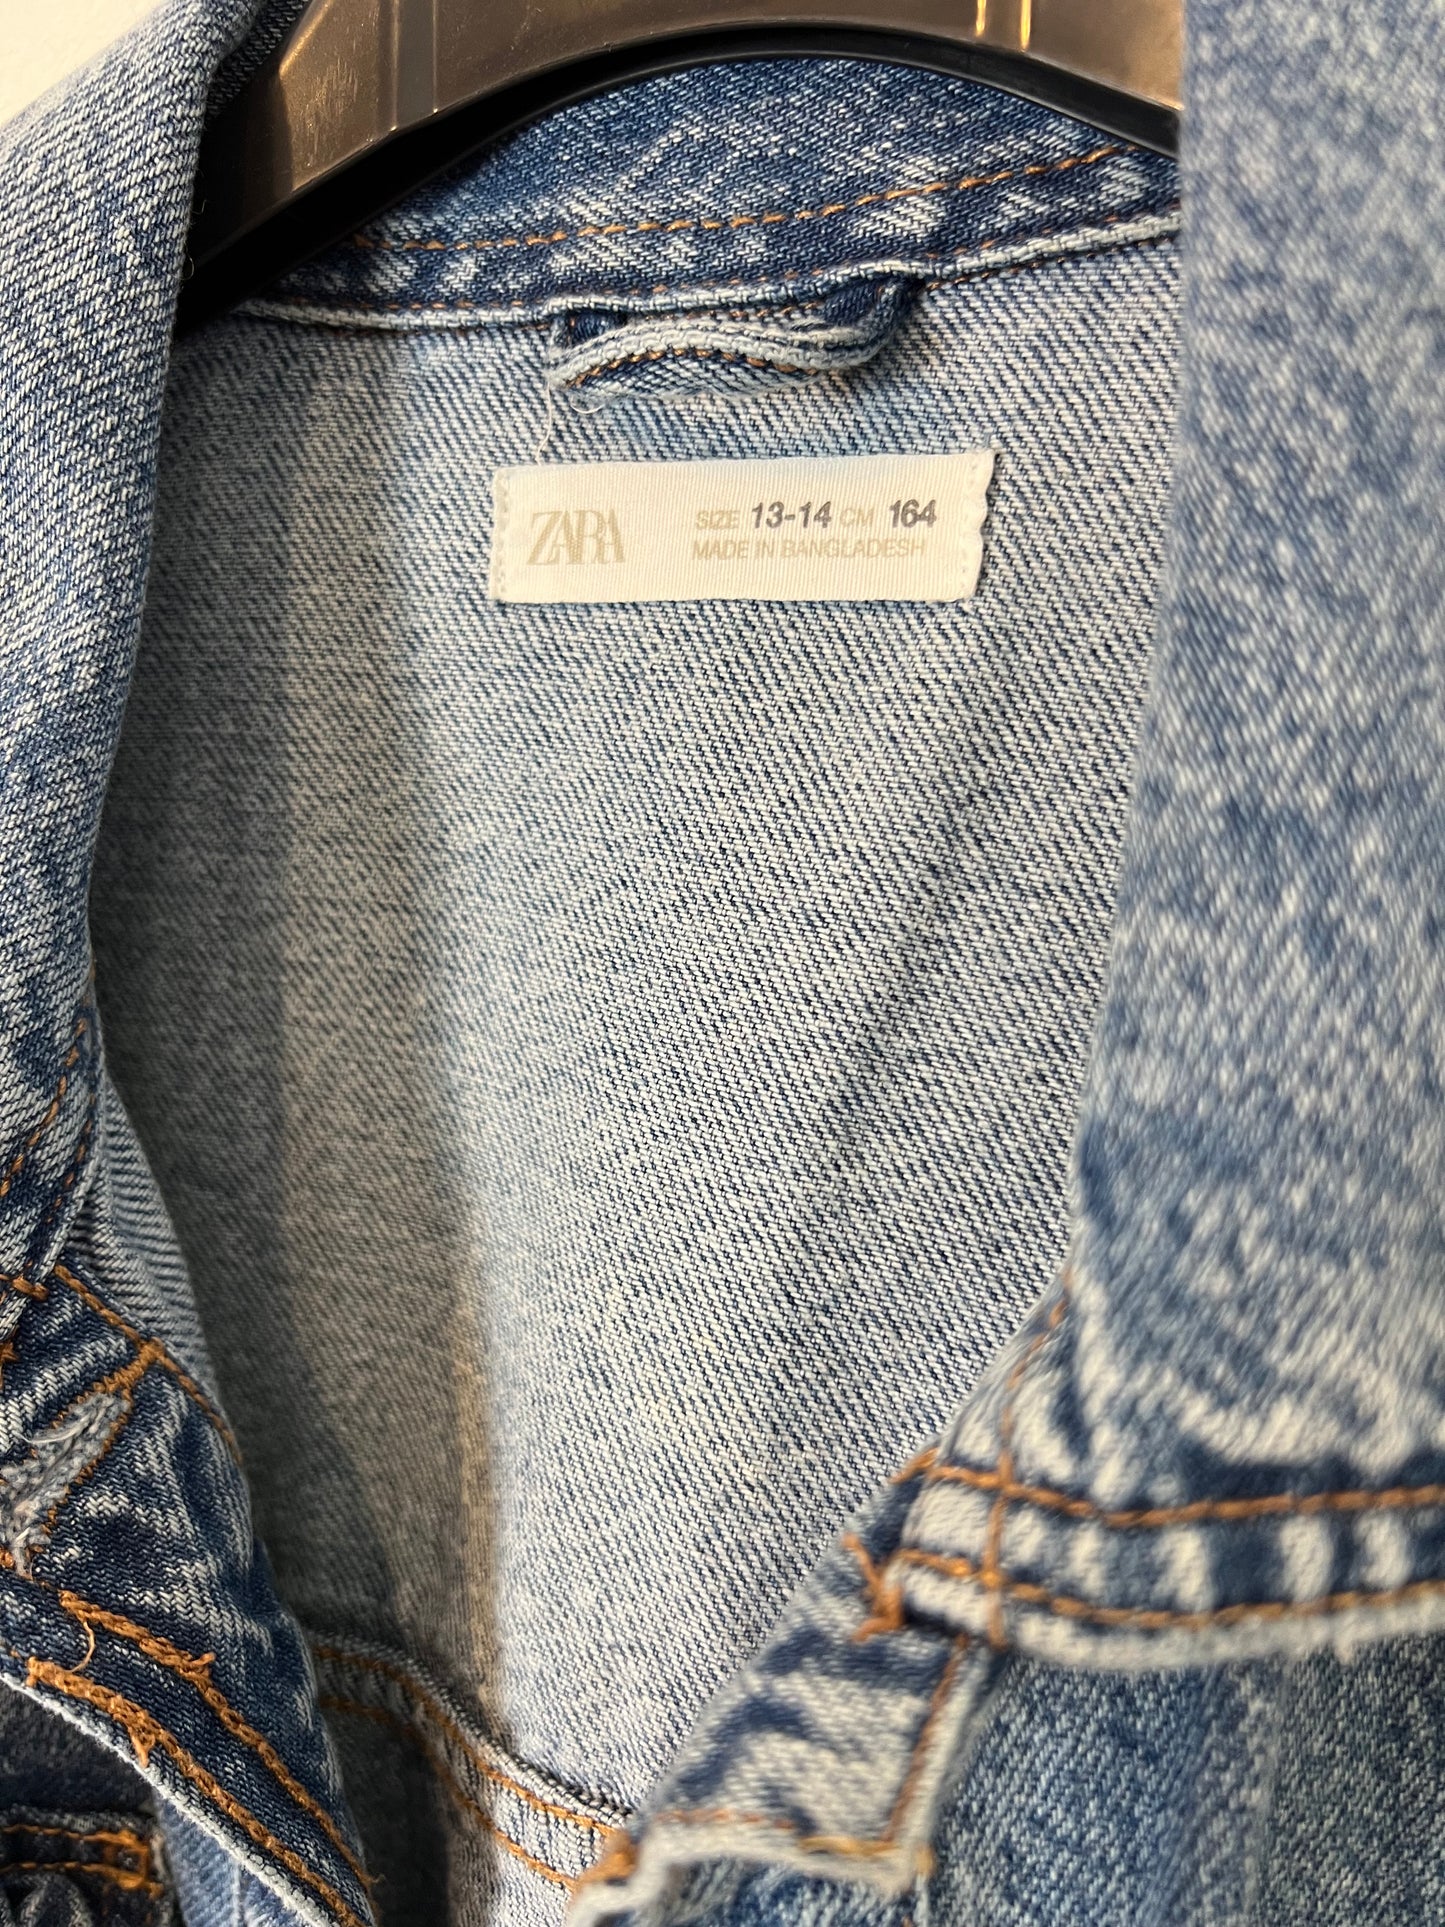 ZARA
SIZE 13-14 CM 164
MADE IN BANGLADESH